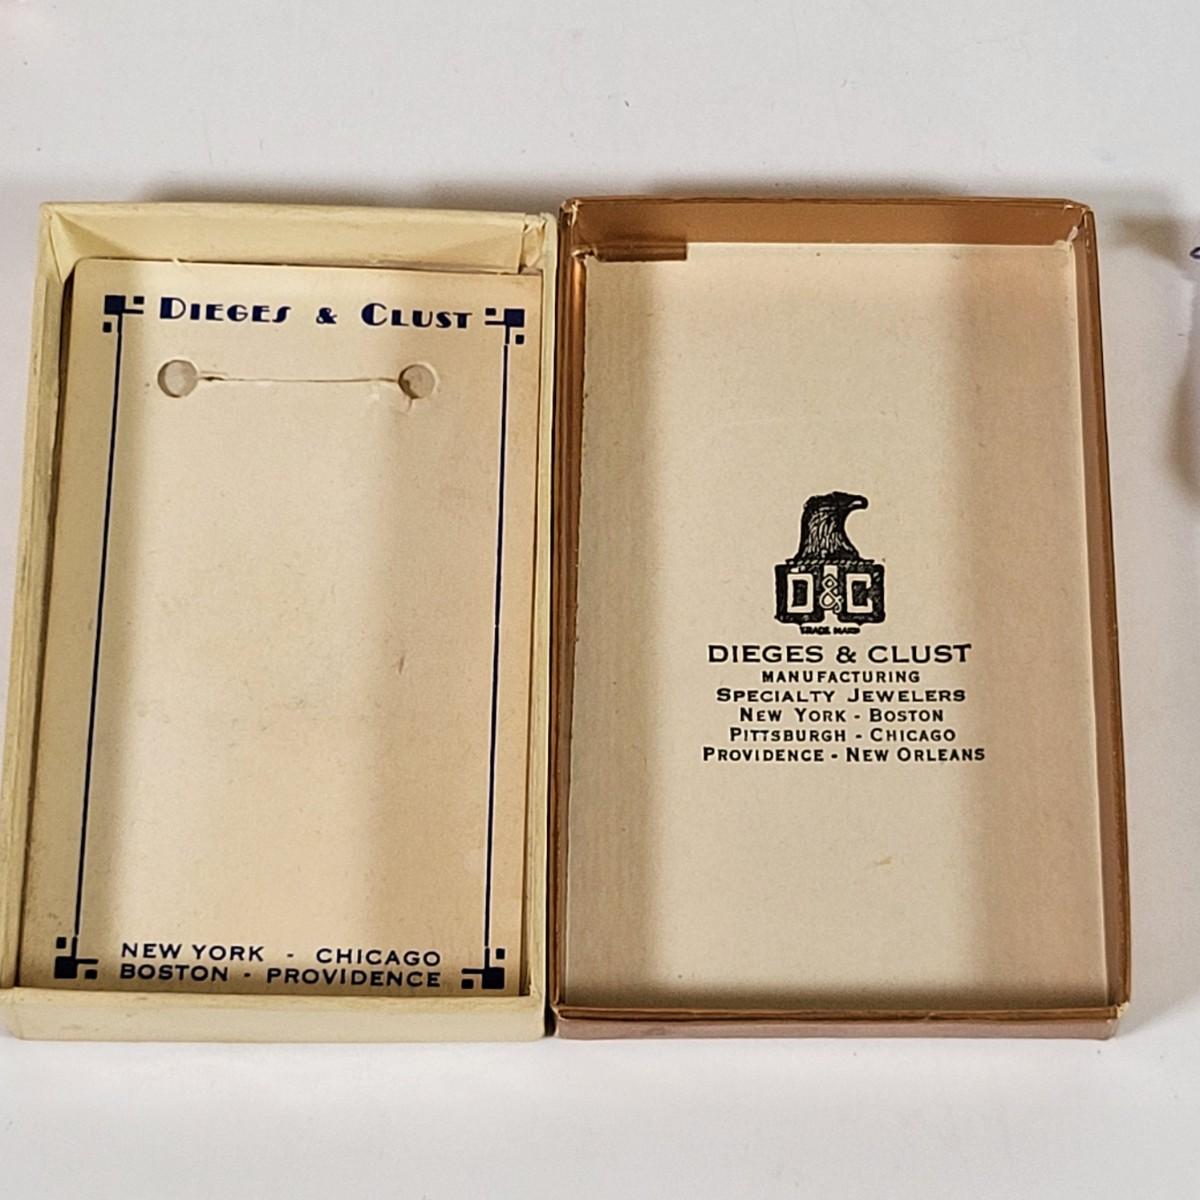 DIEGES & CLUST
NEW YORK - CHICAGO
BOSTON - PROVIDENCE
D&C
TRADE MARK
DIEGES & CLUST
MANUFACTURING
SPECIALTY JEWELERS
NEW YORK - BOSTON
PITTSBURGH - CHICAGO
PROVIDENCE - NEW ORLEANS